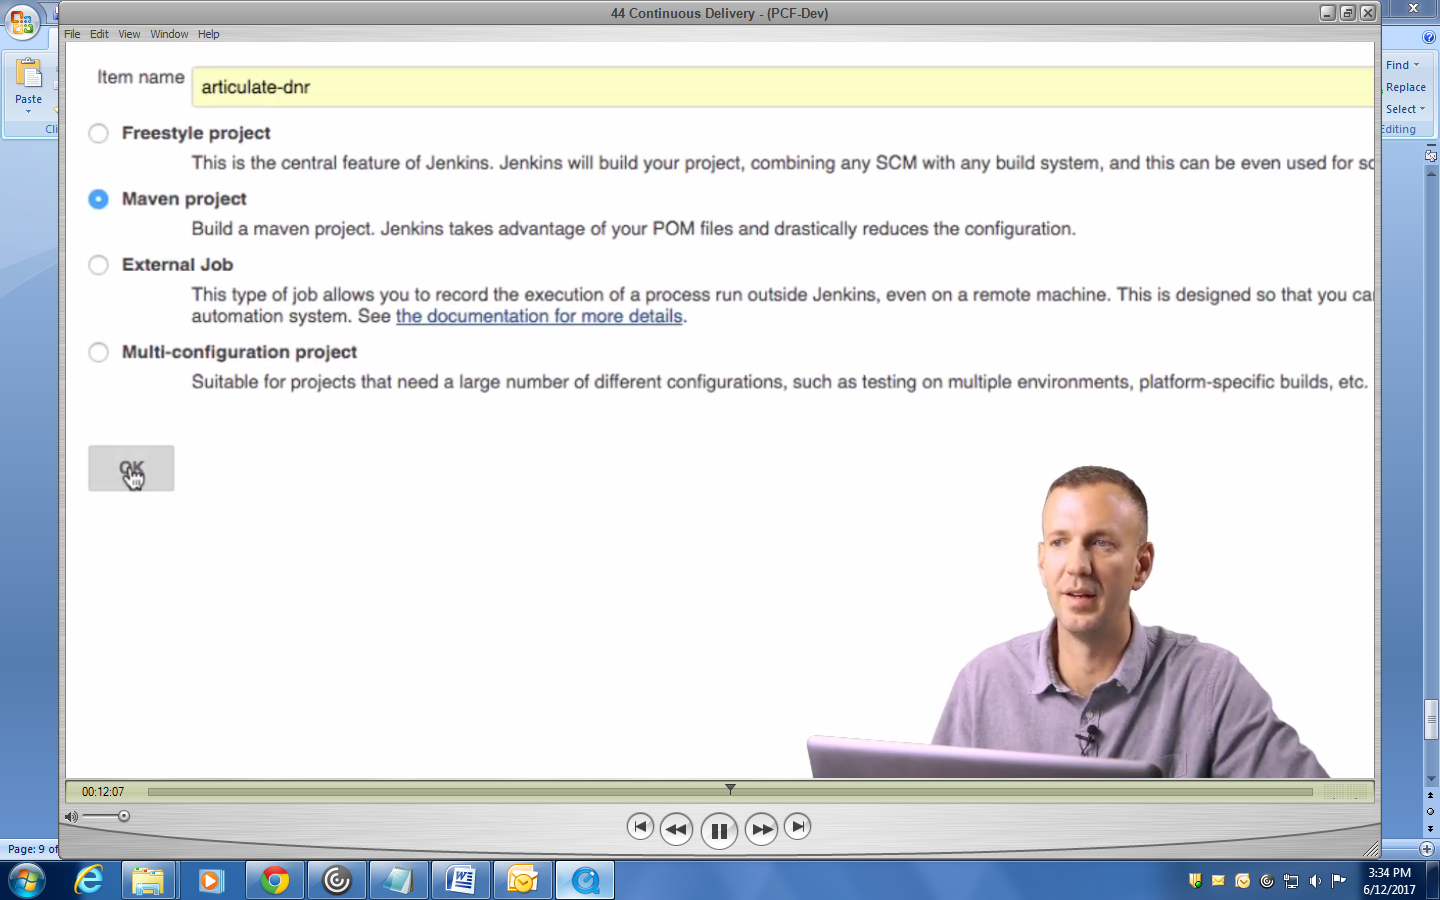 44 Continuous Delivery - (PCF-Dev)
File Edit View Window Help
Find
Paste
Replace
Select
Editing
Item name articulate-dnr
Freestyle project
This is the central feature of Jenkins. Jenkins will build your project, combining any SCM with any build system, and this can be even used for
Maven project
Build a maven project. Jenkins takes advantage of your POM files and drastically reduces the configuration.
External Job
This type of job allows you to record the execution of a process run outside Jenkins, even on a remote machine. This is designed so that you
automation system. See the documentation for more details.
Multi-configuration project
Suitable for projects that need a large number of different configurations, such as testing on multiple environments, platform-specific builds, etc.
OK
00:12:07
Page: 9 of
3:34 PM
6/12/2017